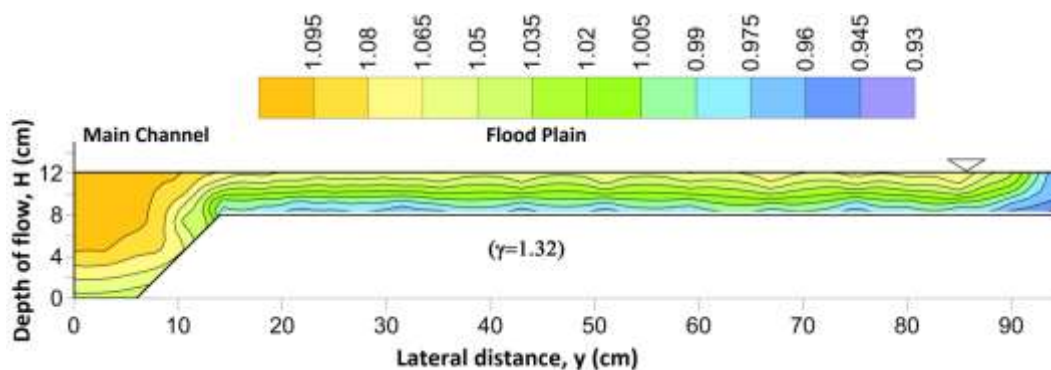 1.095 1.08 1.065 1.05 1.035 1.02 1.005 0.99 0.975 0.96 0.945 0.93
Main Channel Flood Plain
Depth of flow, H (cm)
12
8
4
0
(γ=1.32)
0 10 20 30 40 50 60 70 80 90
Lateral distance, y (cm)